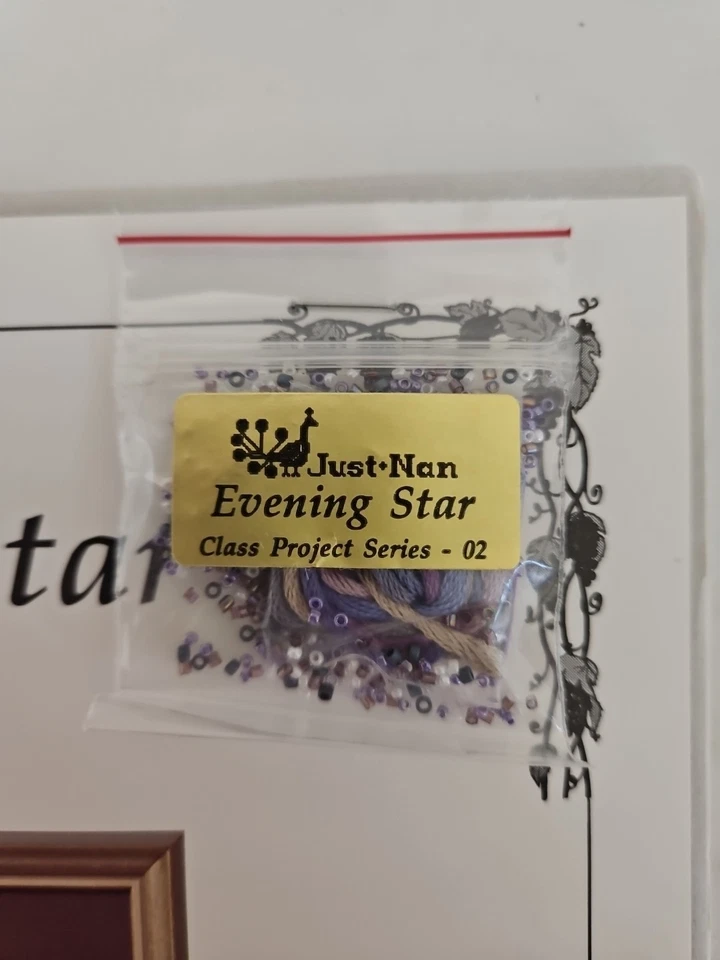 Just•Nan
Evening Star
Class Project Series - 02
tar